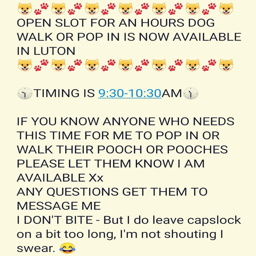 🐕🐾🐕🐾🐕🐾🐕🐾🐕🐾🐕🐾🐕
OPEN SLOT FOR AN HOURS DOG
WALK OR POP IN IS NOW AVAILABLE
IN LUTON
🐕🐾🐕🐾🐕🐾🐕🐾🐕🐾🐕🐾🐕
🕥TIMING IS 9:30-10:30AM🕥
IF YOU KNOW ANYONE WHO NEEDS
THIS TIME FOR ME TO POP IN OR
WALK THEIR POOCH OR POOCHES
PLEASE LET THEM KNOW I AM
AVAILABLE Xx
ANY QUESTIONS GET THEM TO
MESSAGE ME
I DON'T BITE - But I do leave capslock
on a bit too long, I'm not shouting I
swear. 😂